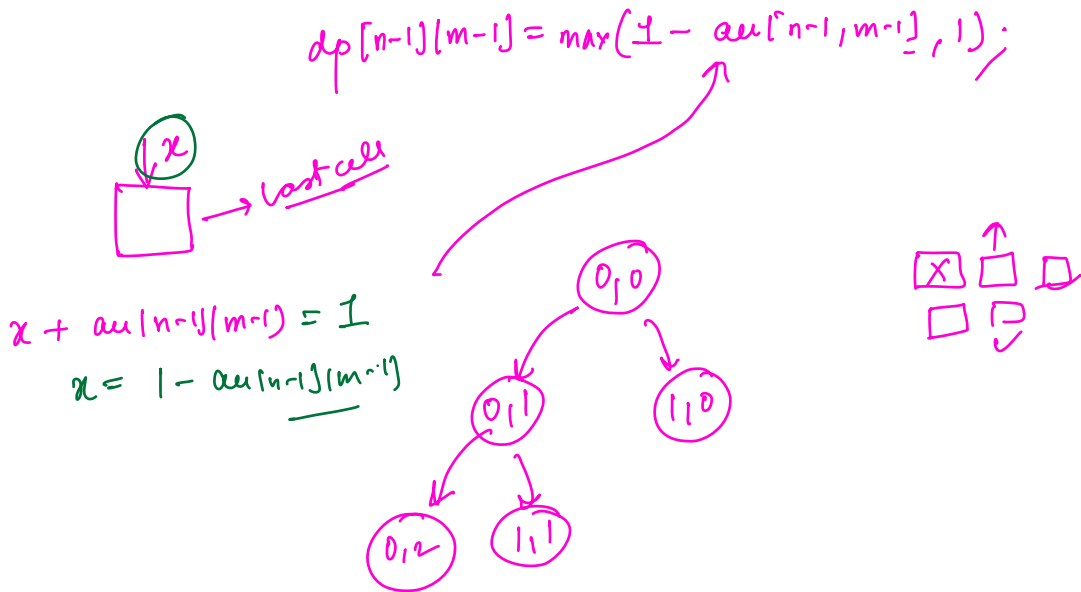 dp[n-1][m-1] = max(1 - arr[n-1, m-1], 1);
x
Last cell
x + arr[n-1][m-1] = 1
x = 1 - arr[n-1][m-1]
0,0
0,1
1,0
0,2
1,1
x